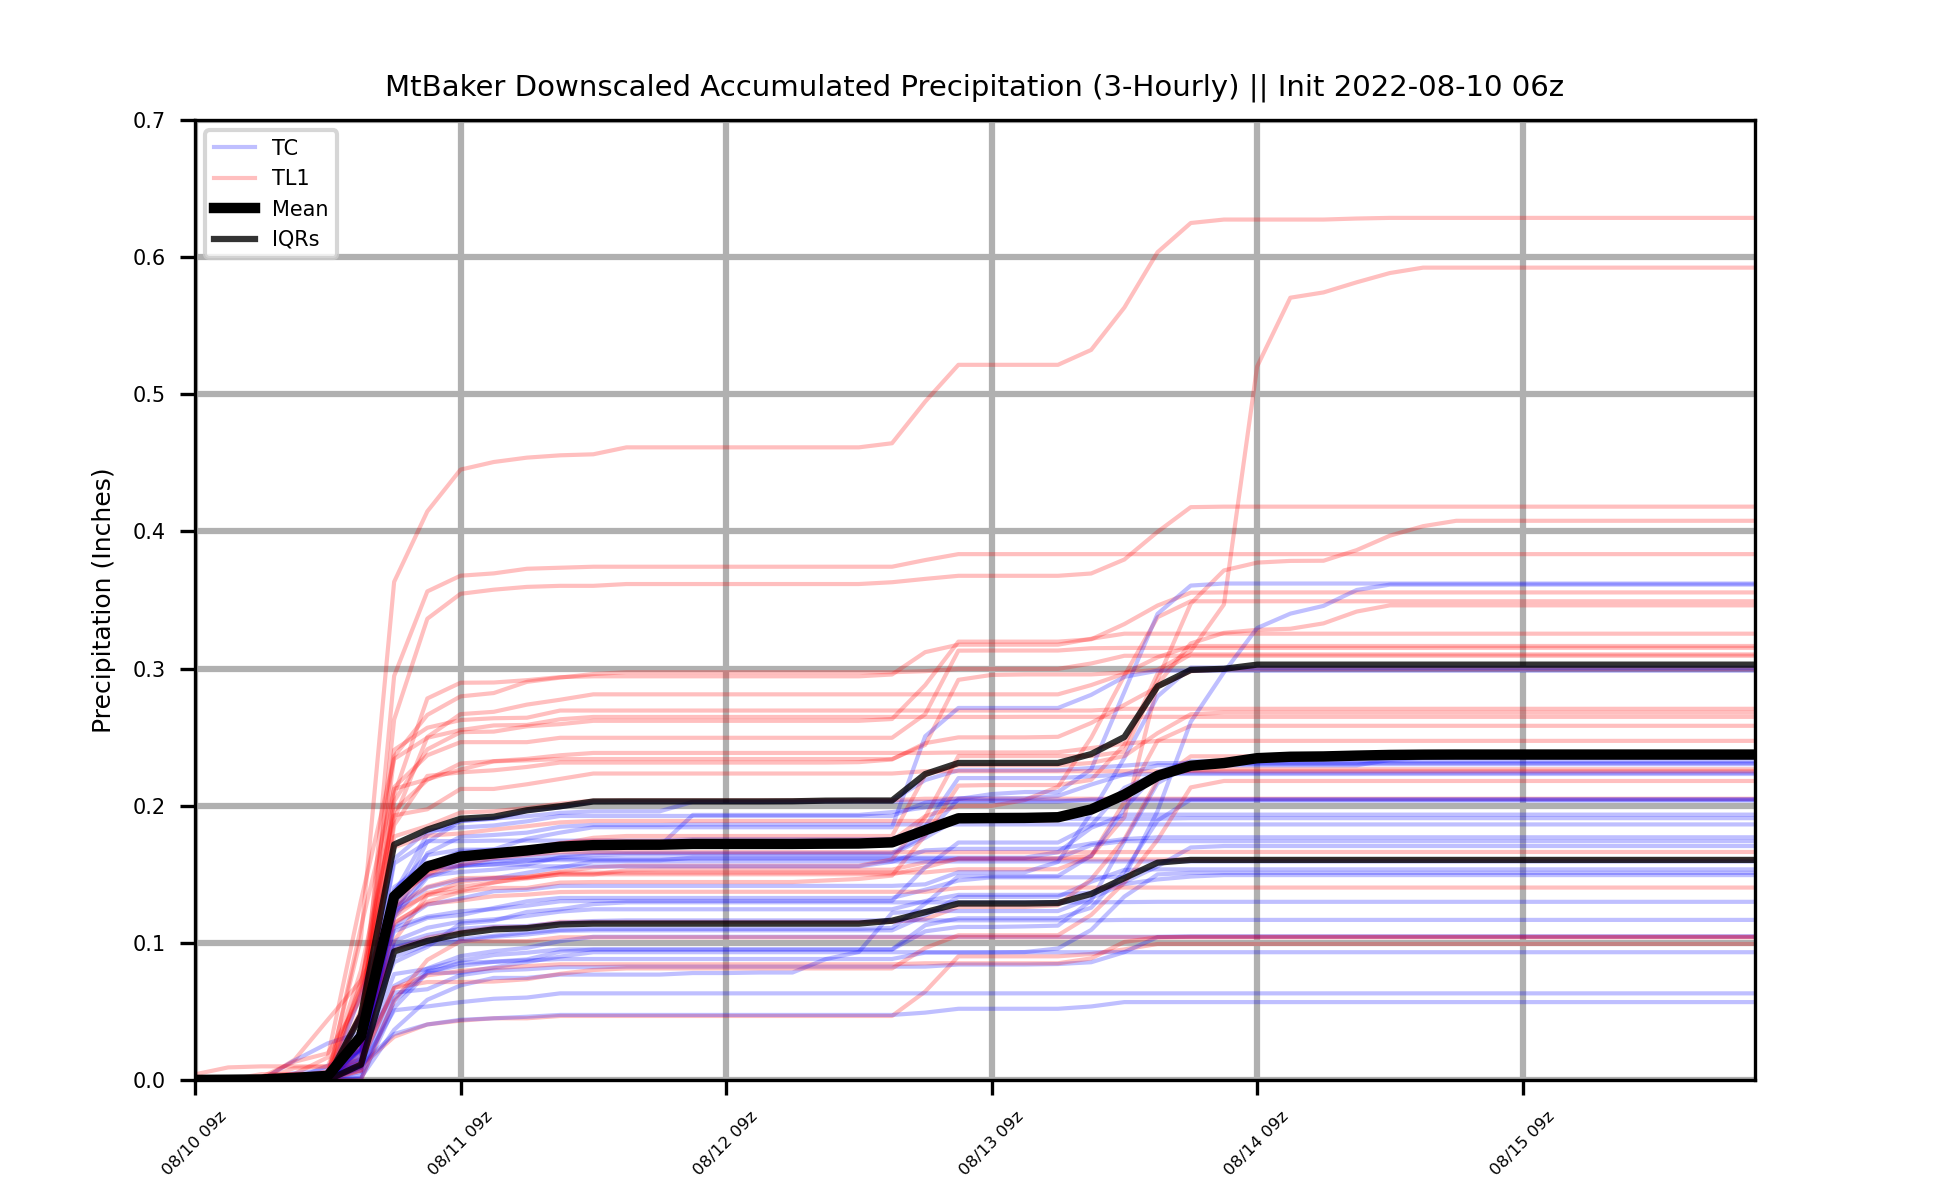 MtBaker Downscaled Accumulated Precipitation (3-Hourly) || Init 2022-08-10 06z
TC
TL1
Mean
IQRs
Precipitation (Inches)
0.7
0.6
0.5
0.4
0.3
0.2
0.1
0.0
08/10 09z
08/11 09z
08/12 09z
08/13 09z
08/14 09z
08/15 09z